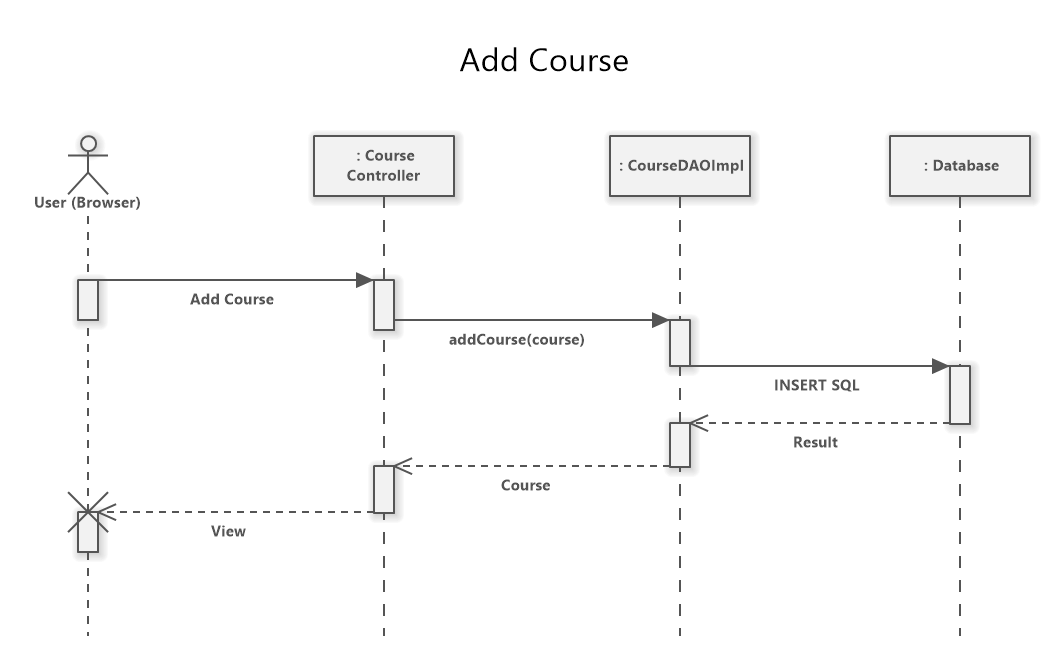 Add Course
User (Browser)
: Course
Controller
: CourseDAOImpl
: Database
Add Course
addCourse(course)
INSERT SQL
Result
Course
View